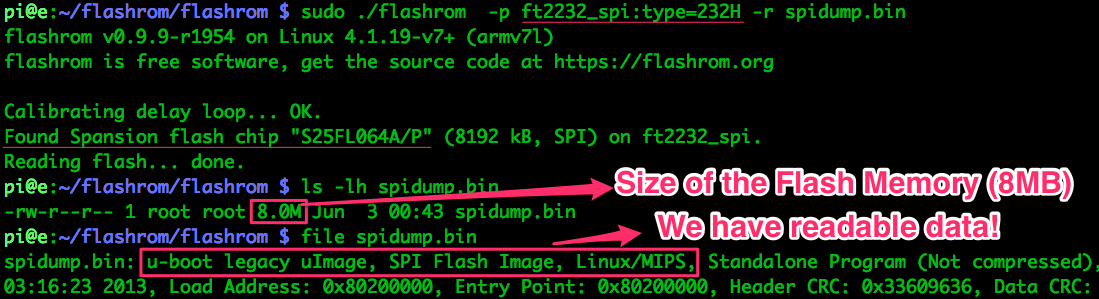 pi@e:~/flashrom/flashrom $ sudo ./flashrom  -p ft2232_spi:type=232H -r spidump.bin
flashrom v0.9.9-r1954 on Linux 4.1.19-v7+ (armv7l)
flashrom is free software, get the source code at https://flashrom.org
Calibrating delay loop... OK.
Found Spansion flash chip "S25FL064A/P" (8192 kB, SPI) on ft2232_spi.
Reading flash... done.
pi@e:~/flashrom/flashrom $ ls -lh spidump.bin
Size of the Flash Memory (8MB)
-rw-r--r-- 1 root root 8.0M Jun  3 00:43 spidump.bin
We have readable data!
pi@e:~/flashrom/flashrom $ file spidump.bin
spidump.bin: u-boot legacy uImage, SPI Flash Image, Linux/MIPS, Standalone Program (Not compressed),
03:16:23 2013, Load Address: 0x80200000, Entry Point: 0x80200000, Header CRC: 0x33609636, Data CRC: